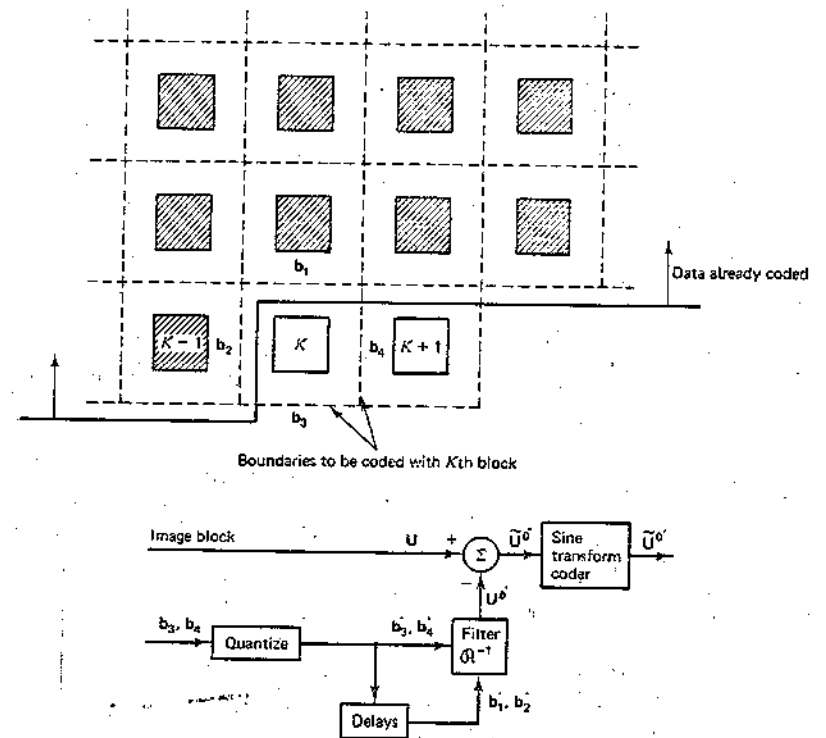 b₁
Data already coded
K − 1 b₂ K b₄ K + 1
b₃
Boundaries to be coded with Kth block
Image block U + Σ Ũ⁰ Sine transform coder Ũ⁰˙
−
Uᵇ˙
b₃, b₄ Quantize b₃˙, b₄˙ Filter ℛ⁻¹
Delays b₁˙, b₂˙